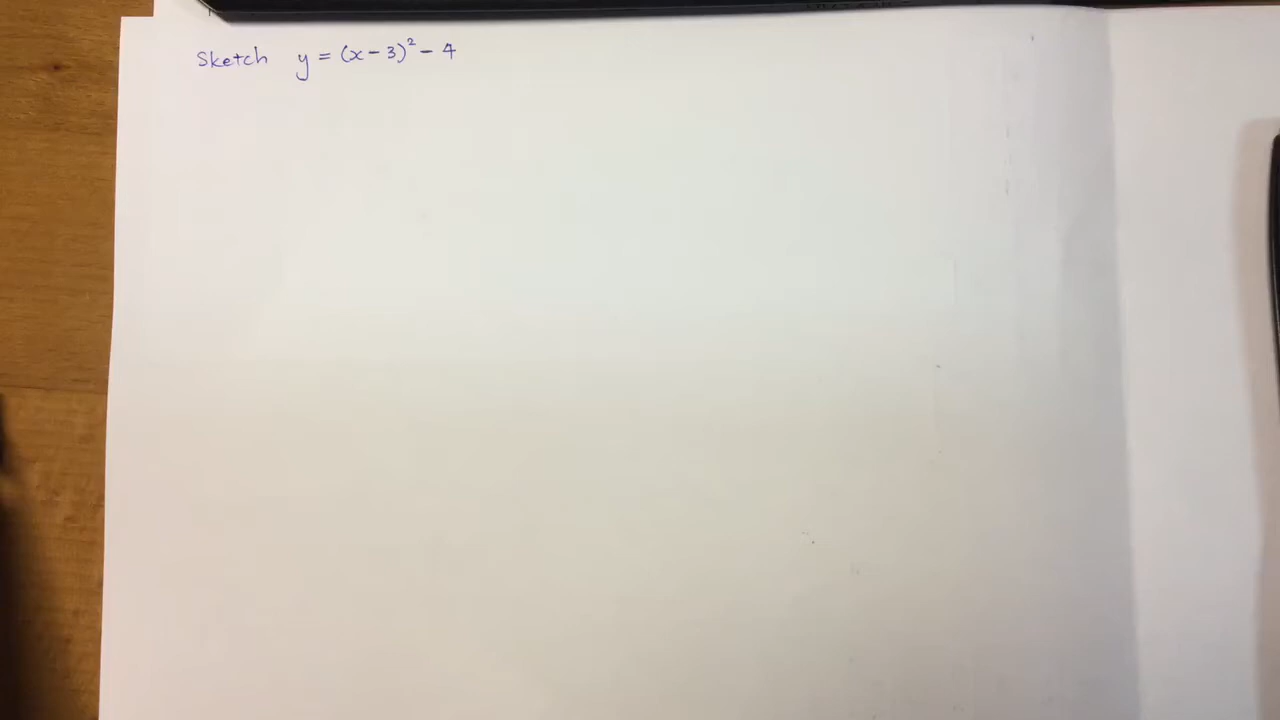 Sketch y = (x - 3)² - 4